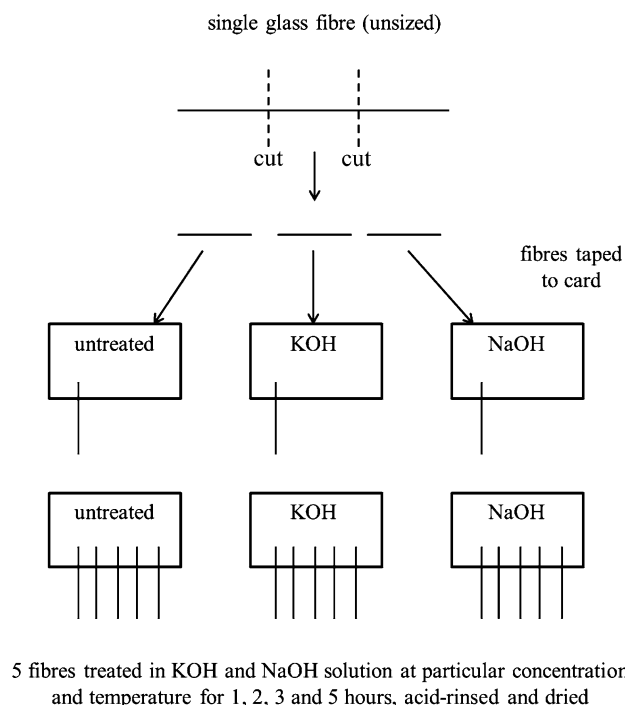 single glass fibre (unsized)
cut cut
fibres taped
to card
untreated KOH NaOH
untreated KOH NaOH
5 fibres treated in KOH and NaOH solution at particular concentration
and temperature for 1, 2, 3 and 5 hours, acid-rinsed and dried